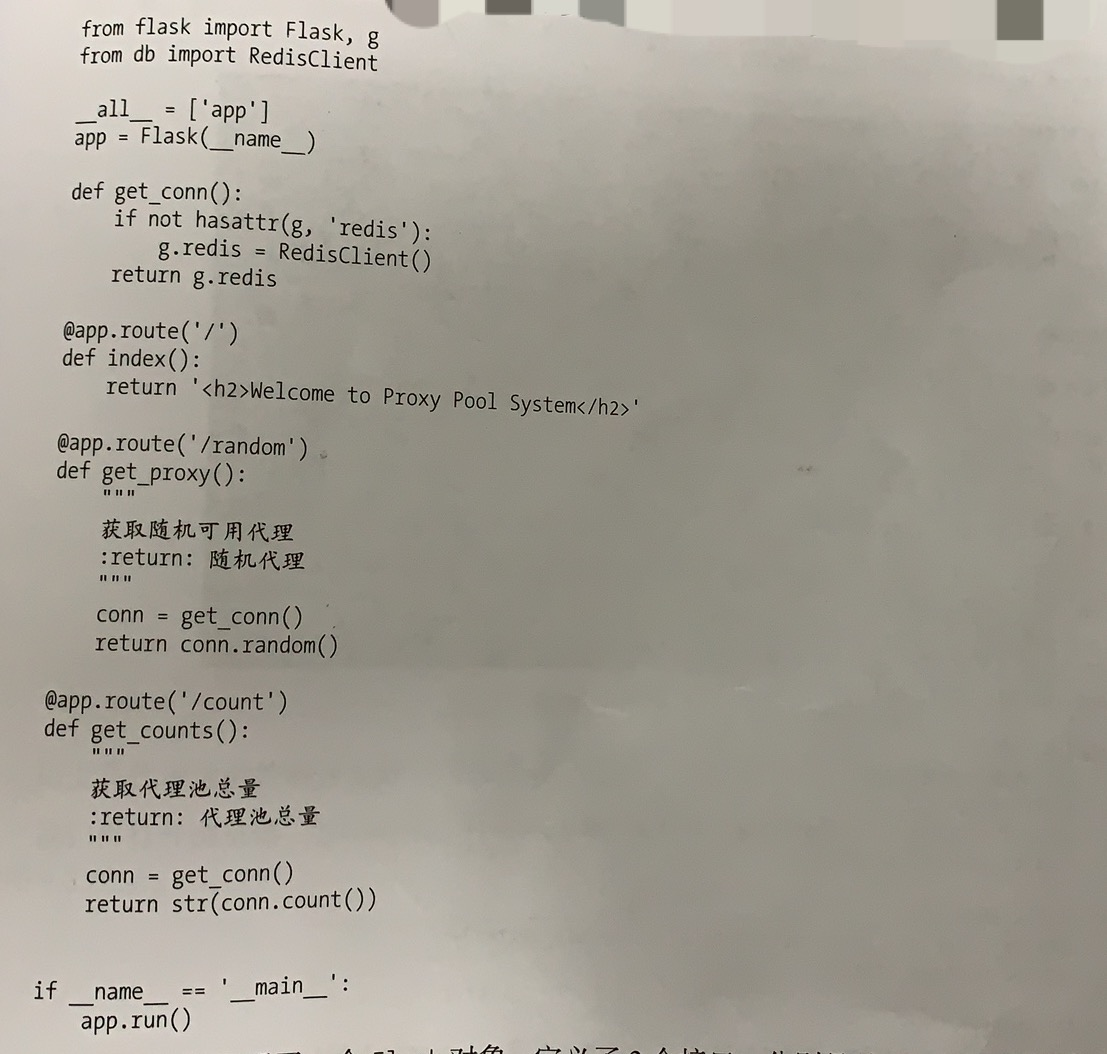 from flask import Flask, g
from db import RedisClient
__all__ = ['app']
app = Flask(__name__)
def get_conn():
    if not hasattr(g, 'redis'):
        g.redis = RedisClient()
    return g.redis
@app.route('/')
def index():
    return '<h2>Welcome to Proxy Pool System</h2>'
@app.route('/random')
def get_proxy():
    """
    获取随机可用代理
    :return: 随机代理
    """
    conn = get_conn()
    return conn.random()
@app.route('/count')
def get_counts():
    """
    获取代理池总量
    :return: 代理池总量
    """
    conn = get_conn()
    return str(conn.count())
if __name__ == '__main__':
    app.run()